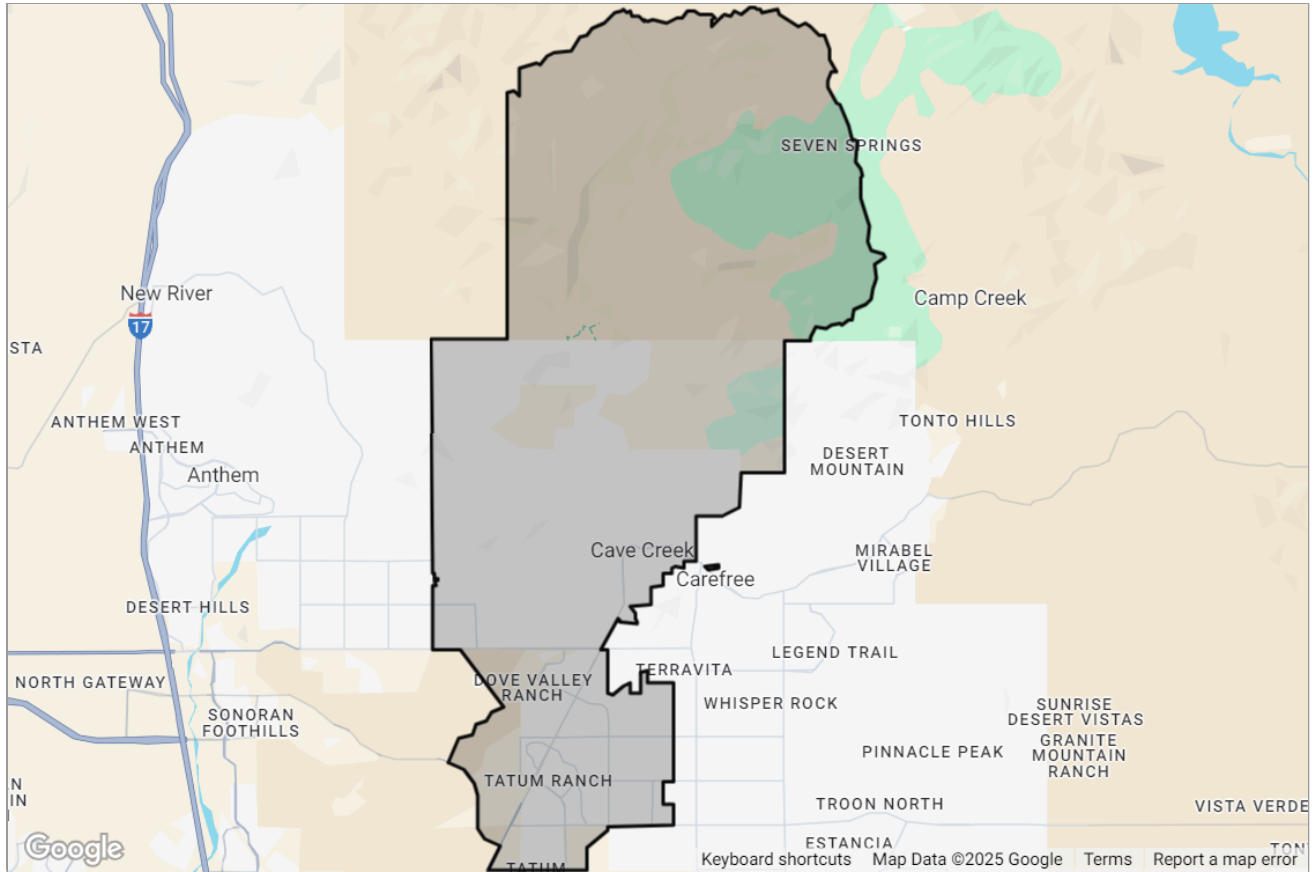 SEVEN SPRINGS
New River
Camp Creek
17
STA
ANTHEM WEST
TONTO HILLS
ANTHEM
DESERT
MOUNTAIN
Anthem
Cave Creek
MIRABEL
VILLAGE
Carefree
DESERT HILLS
LEGEND TRAIL
TERRAVITA
DOVE VALLEY
RANCH
NORTH GATEWAY
WHISPER ROCK
SONORAN
FOOTHILLS
SUNRISE
DESERT VISTAS
PINNACLE PEAK
GRANITE
MOUNTAIN
RANCH
TATUM RANCH
N
IN
TROON NORTH
VISTA VERDE
ESTANCIA
TON
Google
TATUM
Keyboard shortcuts Map Data ©2025 Google Terms Report a map error